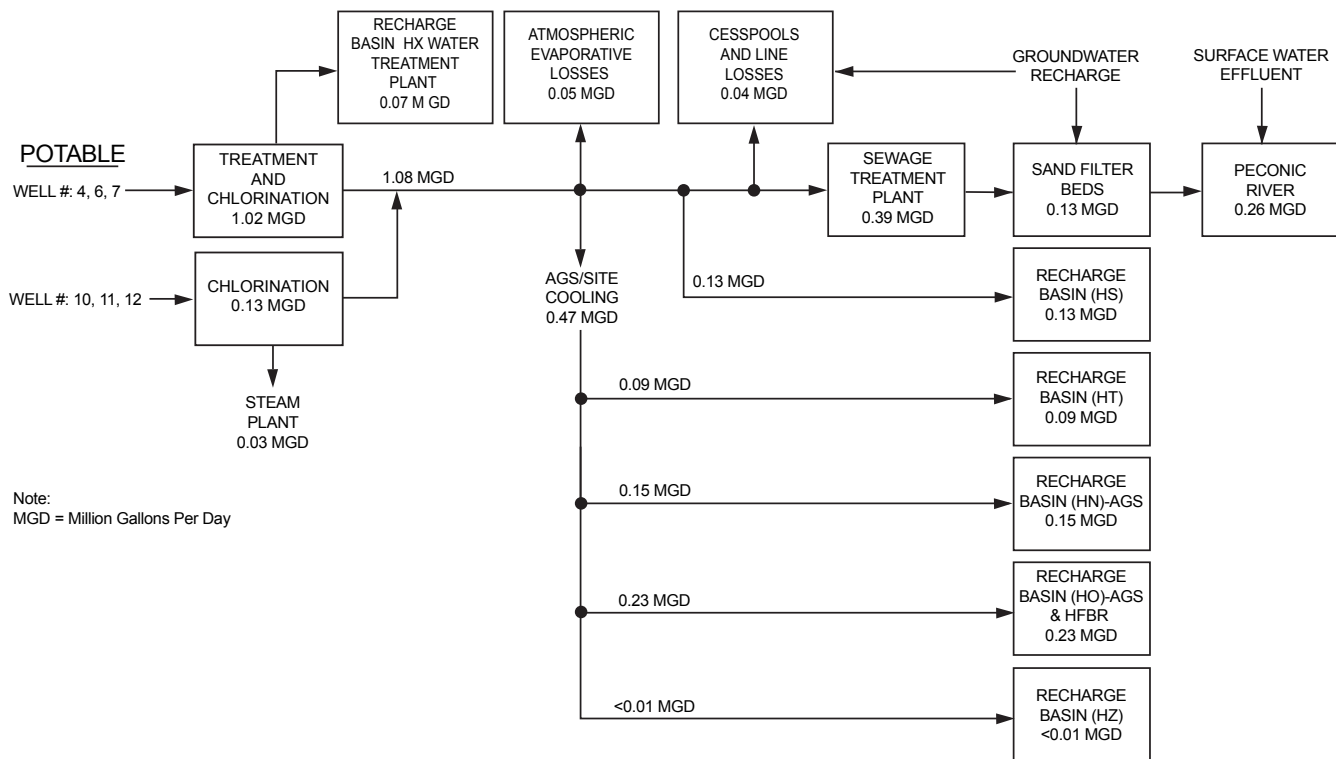 RECHARGE
BASIN HX WATER
TREATMENT
PLANT
0.07 M GD
ATMOSPHERIC
EVAPORATIVE
LOSSES
0.05 MGD
CESSPOOLS
AND LINE
LOSSES
0.04 MGD
GROUNDWATER
RECHARGE
SURFACE WATER
EFFLUENT
POTABLE
WELL #: 4, 6, 7
TREATMENT
AND
CHLORINATION
1.02 MGD
1.08 MGD
SEWAGE
TREATMENT
PLANT
0.39 MGD
SAND FILTER
BEDS
0.13 MGD
PECONIC
RIVER
0.26 MGD
WELL #: 10, 11, 12
CHLORINATION
0.13 MGD
AGS/SITE
COOLING
0.47 MGD
0.13 MGD
RECHARGE
BASIN (HS)
0.13 MGD
STEAM
PLANT
0.03 MGD
0.09 MGD
RECHARGE
BASIN (HT)
0.09 MGD
Note:
MGD = Million Gallons Per Day
0.15 MGD
RECHARGE
BASIN (HN)-AGS
0.15 MGD
0.23 MGD
RECHARGE
BASIN (HO)-AGS
& HFBR
0.23 MGD
<0.01 MGD
RECHARGE
BASIN (HZ)
<0.01 MGD